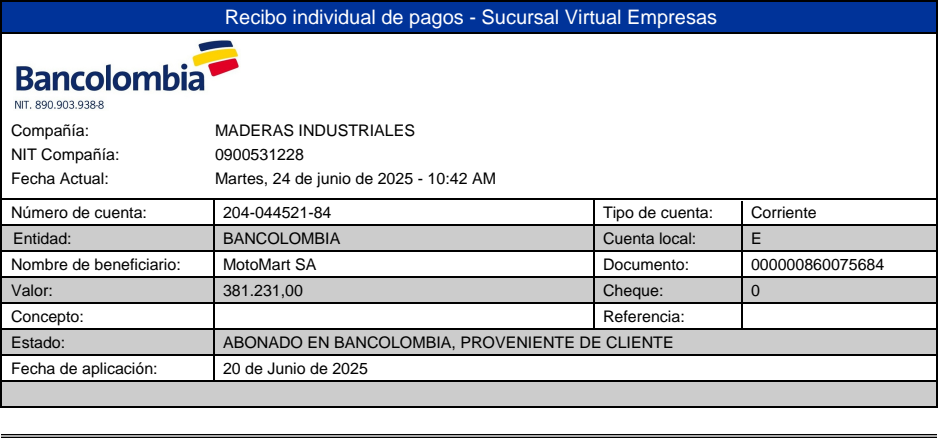 Recibo individual de pagos - Sucursal Virtual Empresas
Bancolombia
NIT. 890.903.938-8
Compañía: MADERAS INDUSTRIALES
NIT Compañía: 0900531228
Fecha Actual: Martes, 24 de junio de 2025 - 10:42 AM
Número de cuenta: 204-044521-84 Tipo de cuenta: Corriente
Entidad: BANCOLOMBIA Cuenta local: E
Nombre de beneficiario: MotoMart SA Documento: 000000860075684
Valor: 381.231,00 Cheque: 0
Concepto: Referencia:
Estado: ABONADO EN BANCOLOMBIA, PROVENIENTE DE CLIENTE
Fecha de aplicación: 20 de Junio de 2025